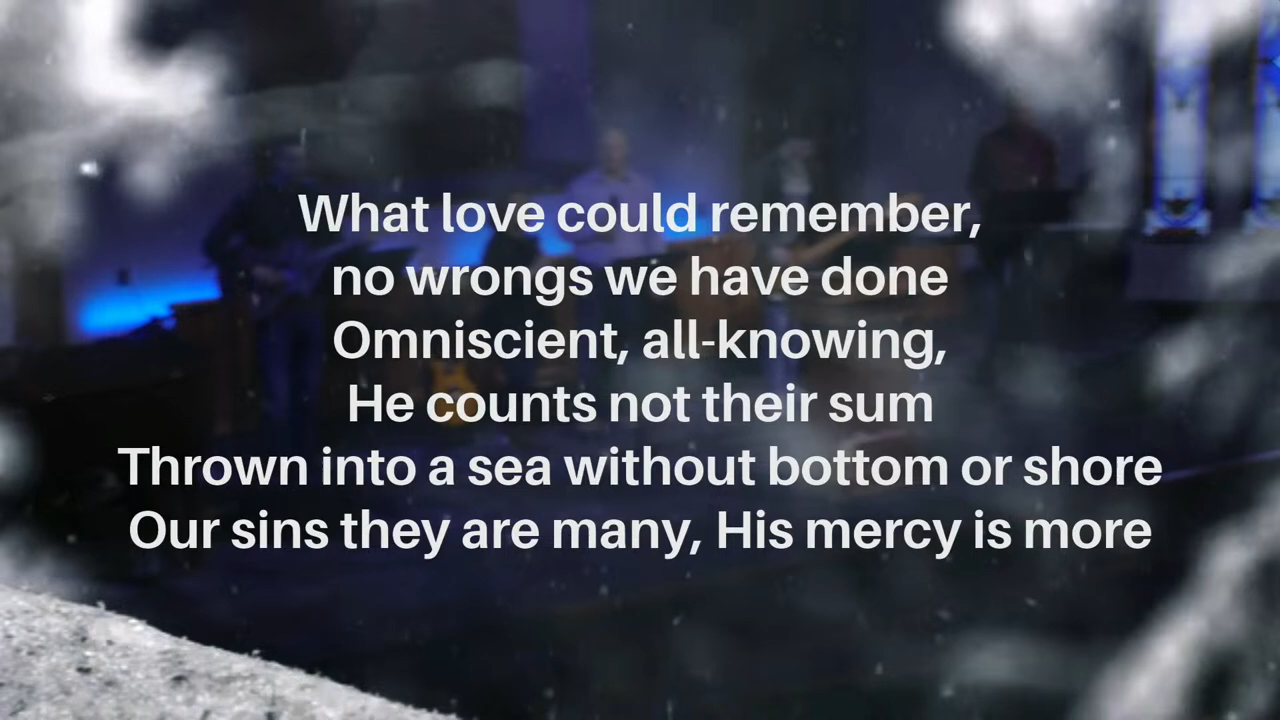 What love could remember,
no wrongs we have done
Omniscient, all-knowing,
He counts not their sum
Thrown into a sea without bottom or shore
Our sins they are many, His mercy is more